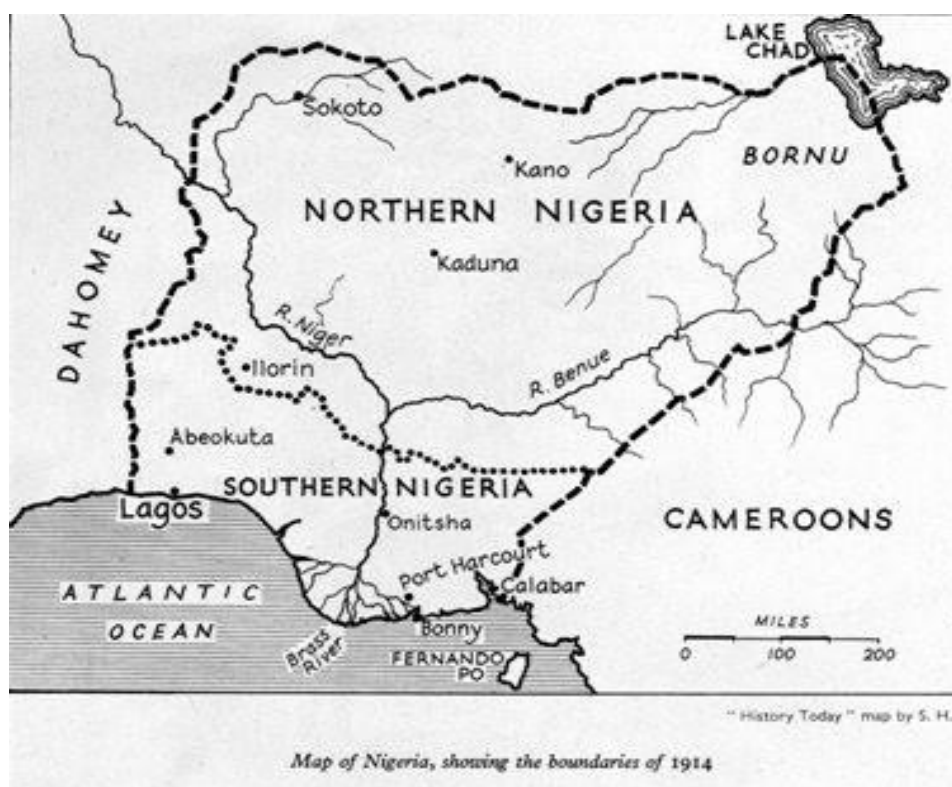 LAKE
CHAD
Sokoto
BORNU
Kano
NORTHERN NIGERIA
DAHOMEY
Kaduna
R. Niger
R. Benue
Ilorin
Abeokuta
SOUTHERN NIGERIA
Lagos
Onitsha
CAMEROONS
Port Harcourt
Calabar
ATLANTIC
OCEAN
Bonny
Brass
River
FERNANDO
PO
MILES
0 100 200
"History Today" map by S. H.
Map of Nigeria, showing the boundaries of 1914